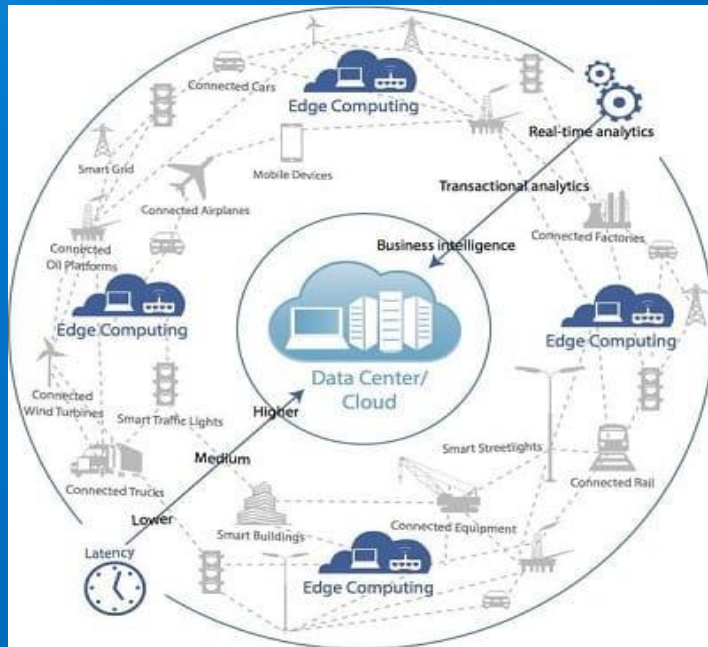 Connected Cars
Edge Computing
Real-time analytics
Smart Grid
Mobile Devices
Transactional analytics
Connected Airplanes
Connected
Oil Platforms
Business intelligence
Connected Factories
Edge Computing
Data Center/
Cloud
Edge Computing
Connected
Wind Turbines
Smart Traffic Lights
Higher
Medium
Smart Streetlights
Connected Trucks
Connected Rail
Lower
Smart Buildings
Connected Equipment
Latency
Edge Computing